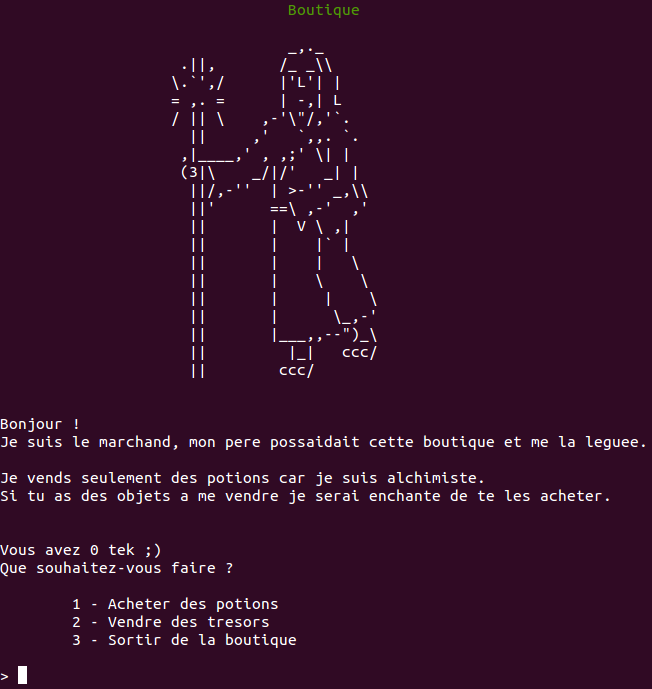 Boutique
Bonjour !
Je suis le marchand, mon pere possaidait cette boutique et me la leguee.
Je vends seulement des potions car je suis alchimiste.
Si tu as des objets a me vendre je serai enchante de te les acheter.
Vous avez 0 tek ;)
Que souhaitez-vous faire ?
1 - Acheter des potions
2 - Vendre des tresors
3 - Sortir de la boutique
>